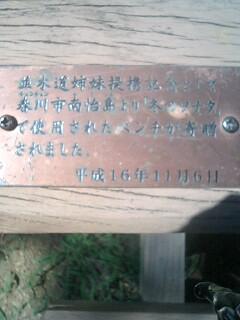 並木道姉妹提携記念として
春川市南怡島より「冬のソナタ」
で使用されたベンチが寄贈
されました。
平成16年11月6日